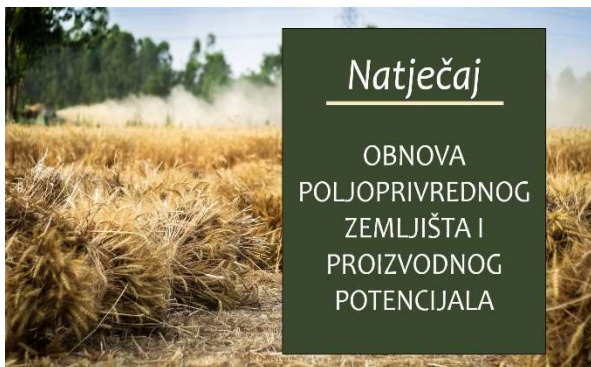 Natječaj
OBNOVA
POLJOPRIVREDNOG
ZEMLJIŠTA I
PROIZVODNOG
POTENCIJALA